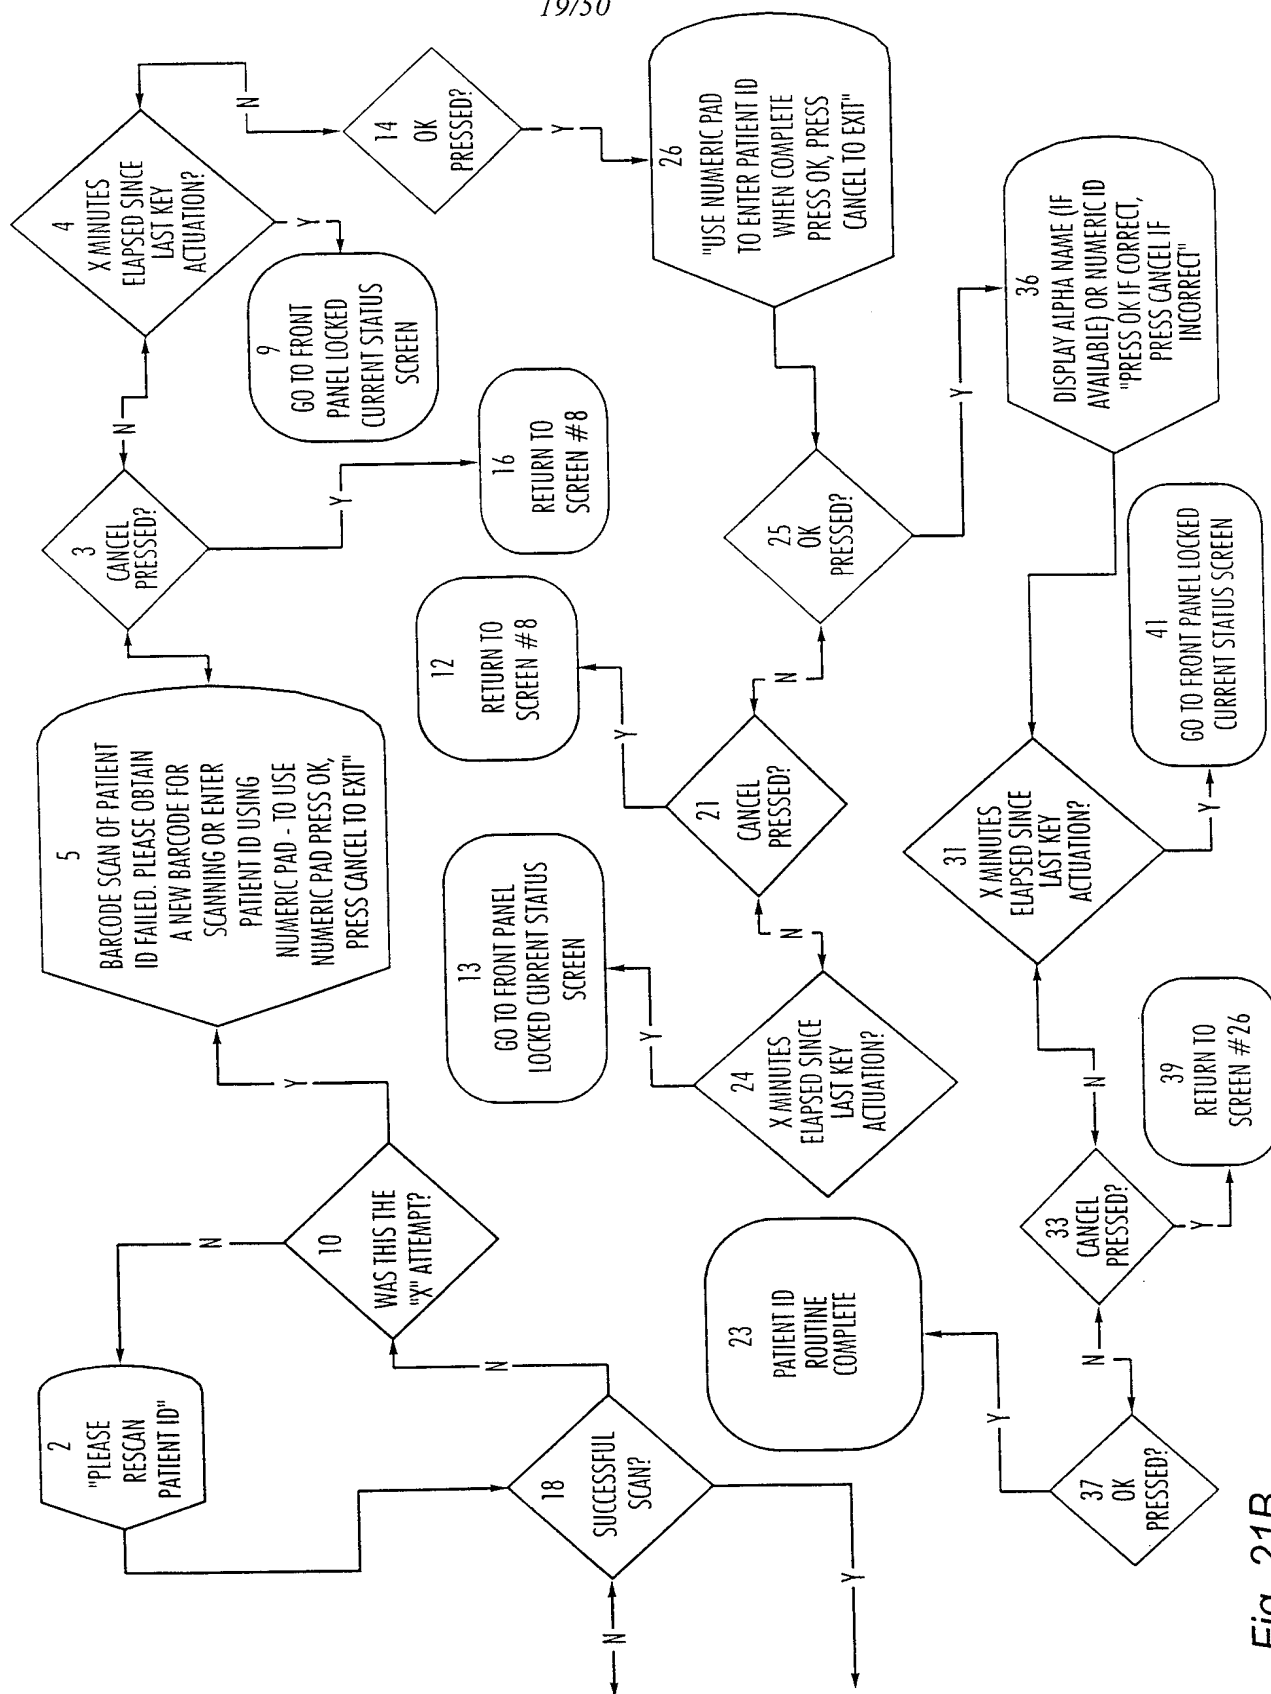 19/50
2
"PLEASE
RESCAN
PATIENT ID"
18
SUCCESSFUL
SCAN?
N
Y
N
10
WAS THIS THE
"X" ATTEMPT?
N
Y
5
BARCODE SCAN OF PATIENT
ID FAILED. PLEASE OBTAIN
A NEW BARCODE FOR
SCANNING OR ENTER
PATIENT ID USING
NUMERIC PAD - TO USE
NUMERIC PAD PRESS OK,
PRESS CANCEL TO EXIT"
3
CANCEL
PRESSED?
N
Y
4
X MINUTES
ELAPSED SINCE
LAST KEY
ACTUATION?
Y
N
9
GO TO FRONT
PANEL LOCKED
CURRENT STATUS
SCREEN
16
RETURN TO
SCREEN #8
14
OK
PRESSED?
Y
26
"USE NUMERIC PAD
TO ENTER PATIENT ID
WHEN COMPLETE
PRESS OK, PRESS
CANCEL TO EXIT"
25
OK
PRESSED?
N
Y
21
CANCEL
PRESSED?
Y
N
12
RETURN TO
SCREEN #8
24
X MINUTES
ELAPSED SINCE
LAST KEY
ACTUATION?
Y
13
GO TO FRONT PANEL
LOCKED CURRENT STATUS
SCREEN
36
DISPLAY ALPHA NAME (IF
AVAILABLE) OR NUMERIC ID
"PRESS OK IF CORRECT,
PRESS CANCEL IF
INCORRECT"
31
X MINUTES
ELAPSED SINCE
LAST KEY
ACTUATION?
Y
N
41
GO TO FRONT PANEL LOCKED
CURRENT STATUS SCREEN
33
CANCEL
PRESSED?
Y
N
39
RETURN TO
SCREEN #26
37
OK
PRESSED?
Y
23
PATIENT ID
ROUTINE
COMPLETE
Fig. 21B